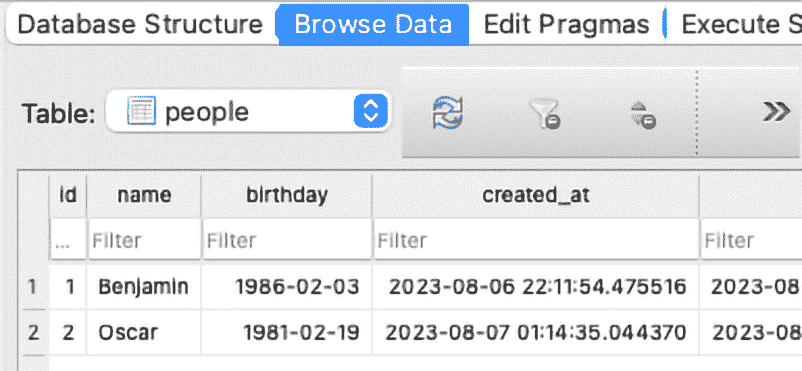 Database Structure Browse Data Edit Pragmas Execute S
Table: people
id name birthday created_at
... Filter Filter Filter Filter
1 1 Benjamin 1986-02-03 2023-08-06 22:11:54.475516 2023-08
2 2 Oscar 1981-02-19 2023-08-07 01:14:35.044370 2023-08